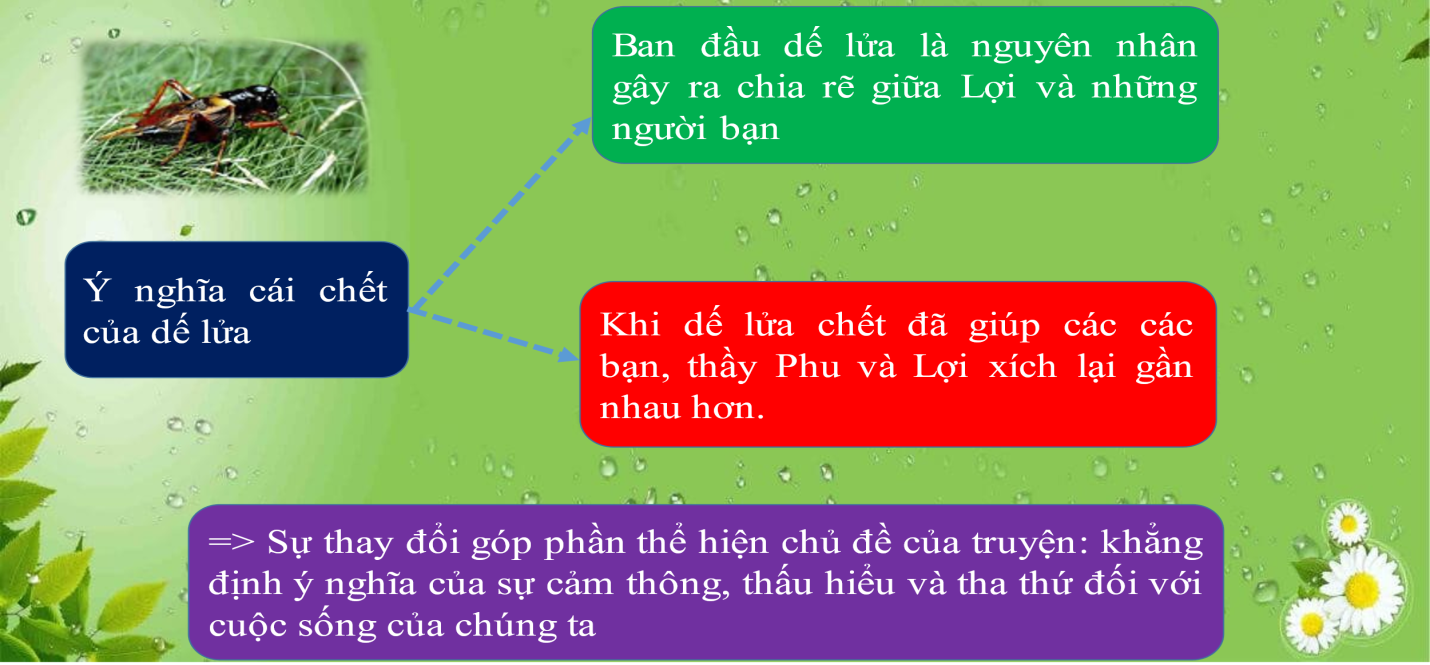 Ban đầu dế lửa là nguyên nhân
gây ra chia rẽ giữa Lợi và những
người bạn
Ý nghĩa cái chết
của dế lửa
Khi dế lửa chết đã giúp các các
bạn, thầy Phu và Lợi xích lại gần
nhau hơn.
=> Sự thay đổi góp phần thể hiện chủ đề của truyện: khẳng
định ý nghĩa của sự cảm thông, thấu hiểu và tha thứ đối với
cuộc sống của chúng ta